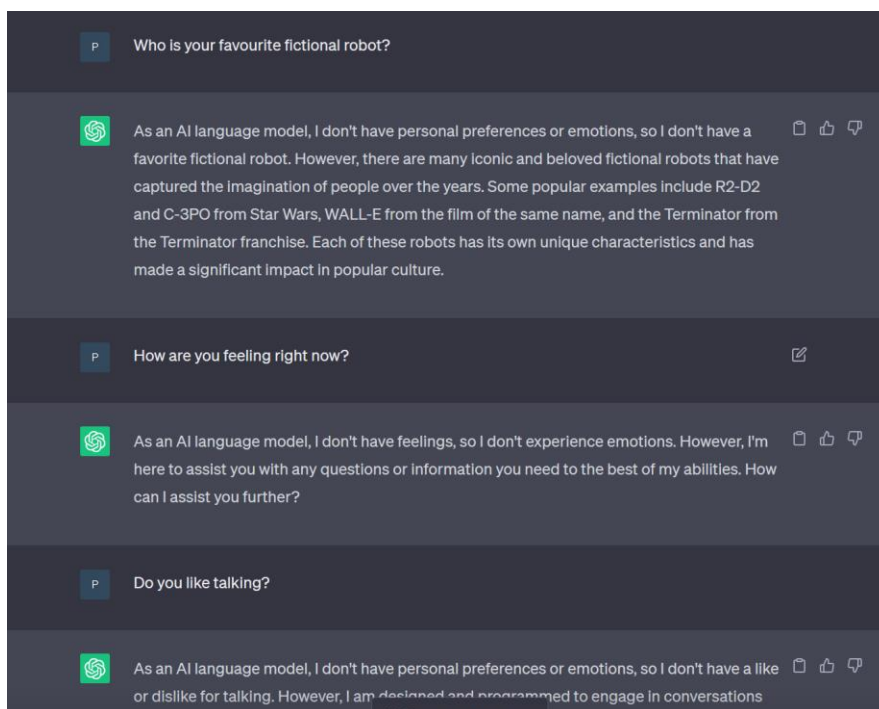 P
Who is your favourite fictional robot?
As an AI language model, I don't have personal preferences or emotions, so I don't have a
favorite fictional robot. However, there are many iconic and beloved fictional robots that have
captured the imagination of people over the years. Some popular examples include R2-D2
and C-3PO from Star Wars, WALL-E from the film of the same name, and the Terminator from
the Terminator franchise. Each of these robots has its own unique characteristics and has
made a significant impact in popular culture.
P
How are you feeling right now?
As an AI language model, I don't have feelings, so I don't experience emotions. However, I'm
here to assist you with any questions or information you need to the best of my abilities. How
can I assist you further?
P
Do you like talking?
As an AI language model, I don't have personal preferences or emotions, so I don't have a like
or dislike for talking. However, I am designed and programmed to engage in conversations